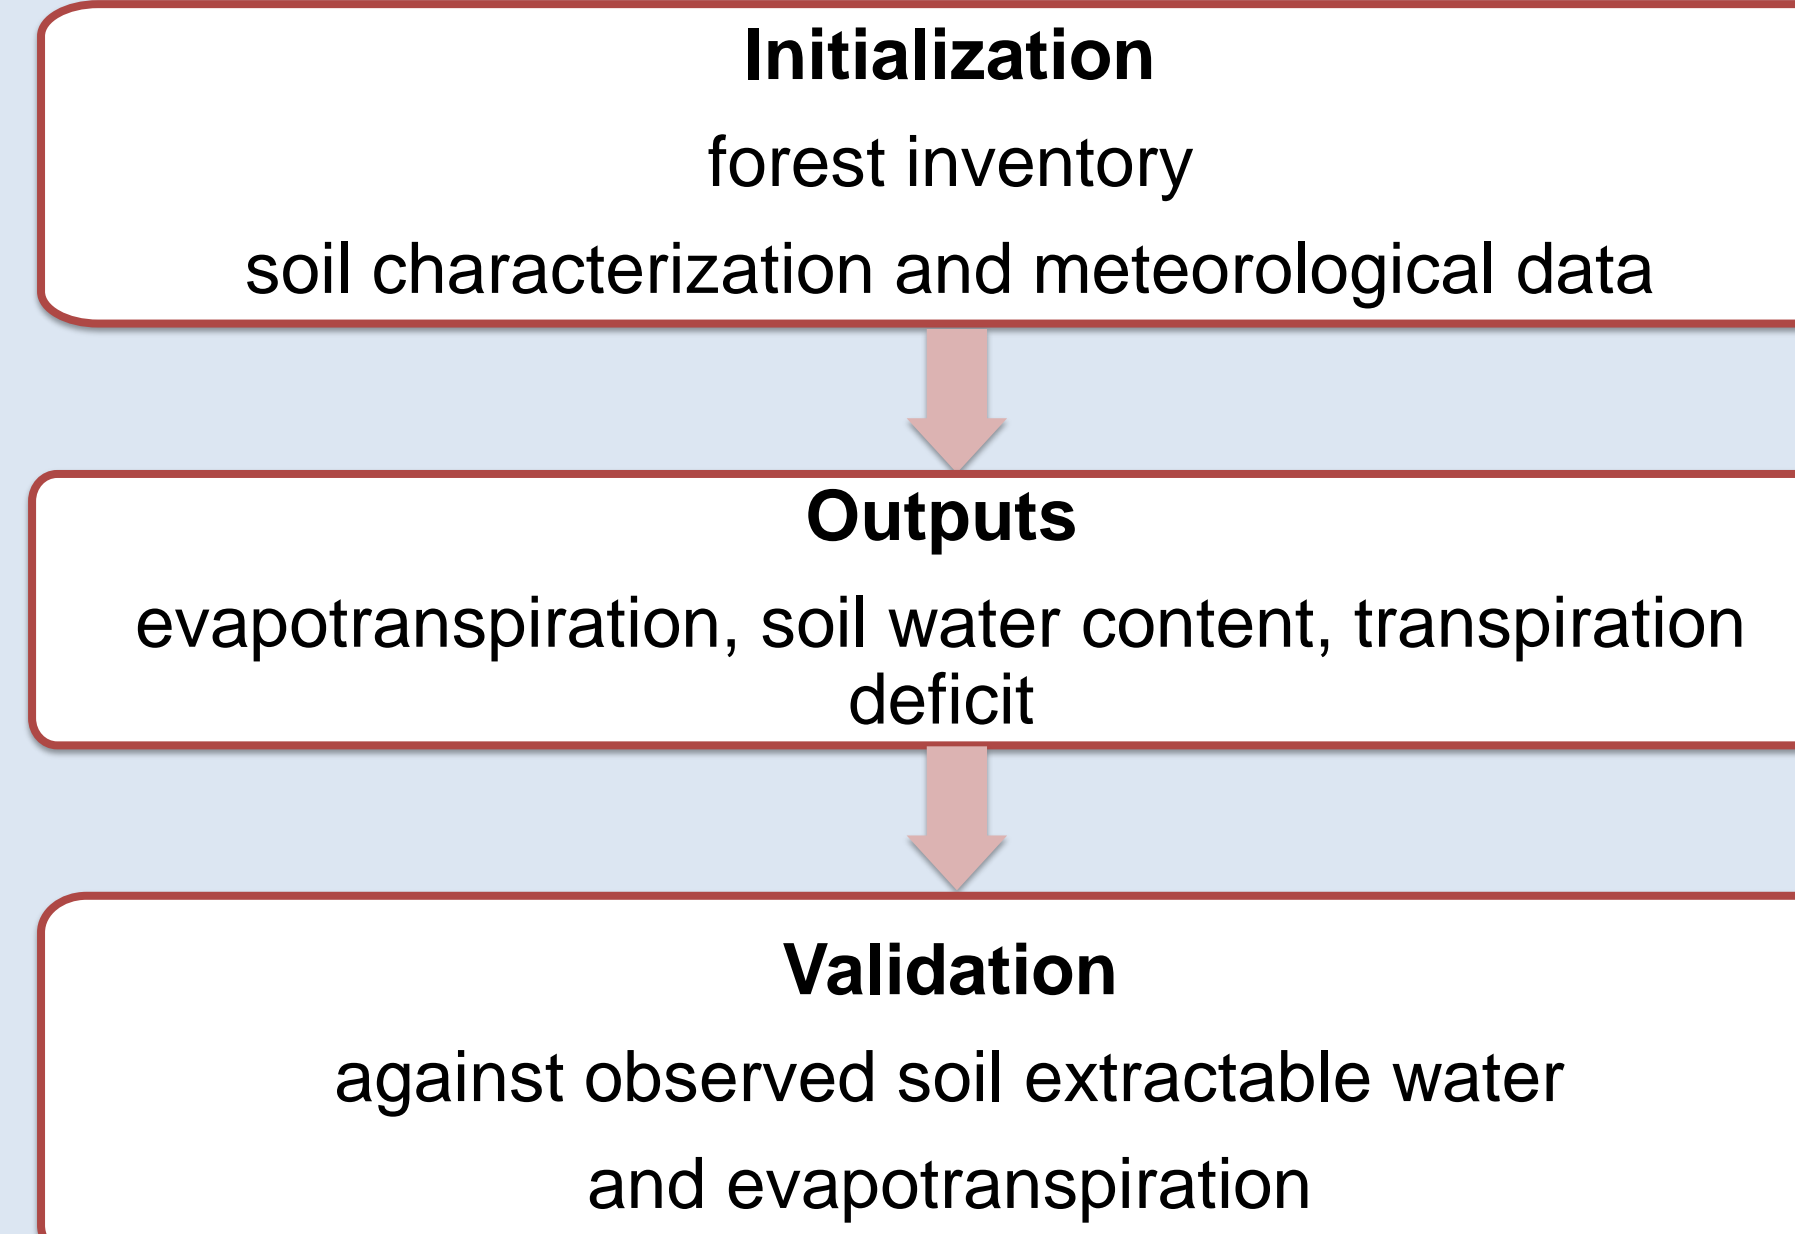 Initialization
forest inventory
soil characterization and meteorological data
Outputs
evapotranspiration, soil water content, transpiration
deficit
Validation
against observed soil extractable water
and evapotranspiration